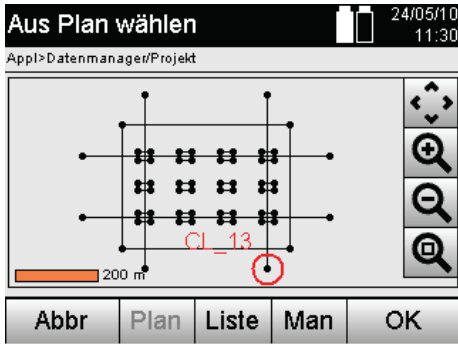 Aus Plan wählen
24/05/10
11:30
Appl>Datenmanager/Projekt
CL_13
200 m
Abbr
Plan
Liste
Man
OK